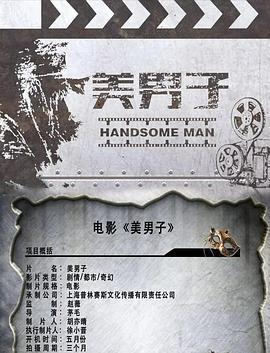 美男子
HANDSOME MAN
电影《美男子》
项目概括
片名：美男子
影片类型：剧情/都市/奇幻
制片规格：电影
承制公司：上海普林赛斯文化传播有限责任公司
监制：赵薇
导演：茅毛
制片人：胡亦晴
执行制片人：徐小晋
开机时间：五月份
拍摄周期：三个月